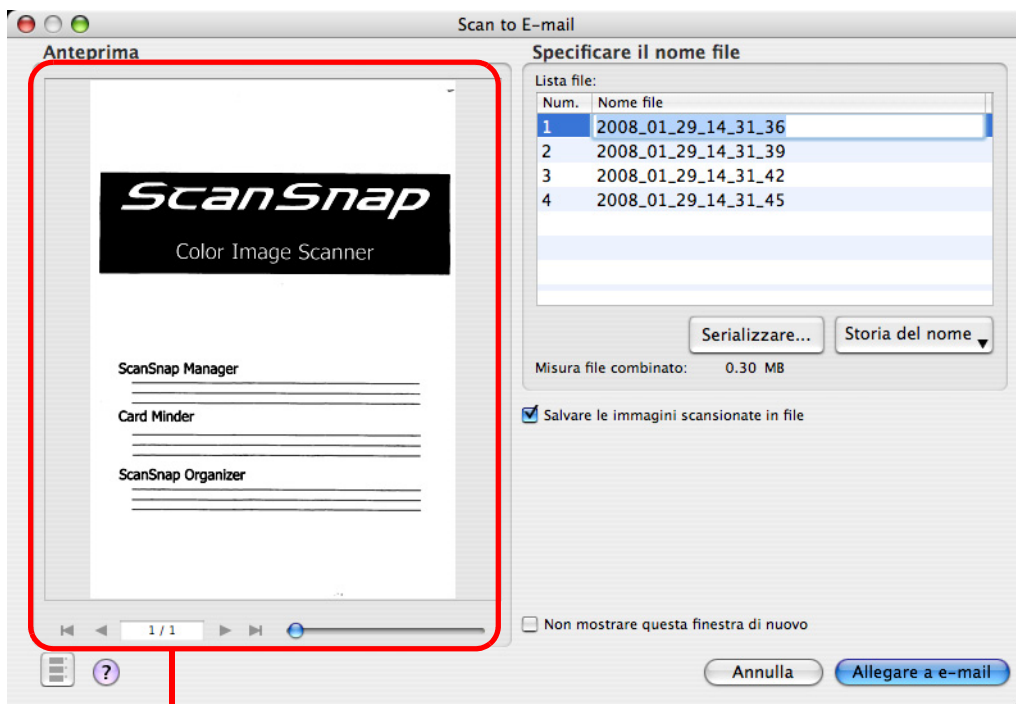 Scan to E-mail
Anteprima
ScanSnap
Color Image Scanner
ScanSnap Manager
Card Minder
ScanSnap Organizer
1 / 1
?
Specificare il nome file
Lista file:
Num. Nome file
1 2008_01_29_14_31_36
2 2008_01_29_14_31_39
3 2008_01_29_14_31_42
4 2008_01_29_14_31_45
Serializzare... Storia del nome
Misura file combinato: 0.30 MB
Salvare le immagini scansionate in file
Non mostrare questa finestra di nuovo
Annulla Allegare a e-mail